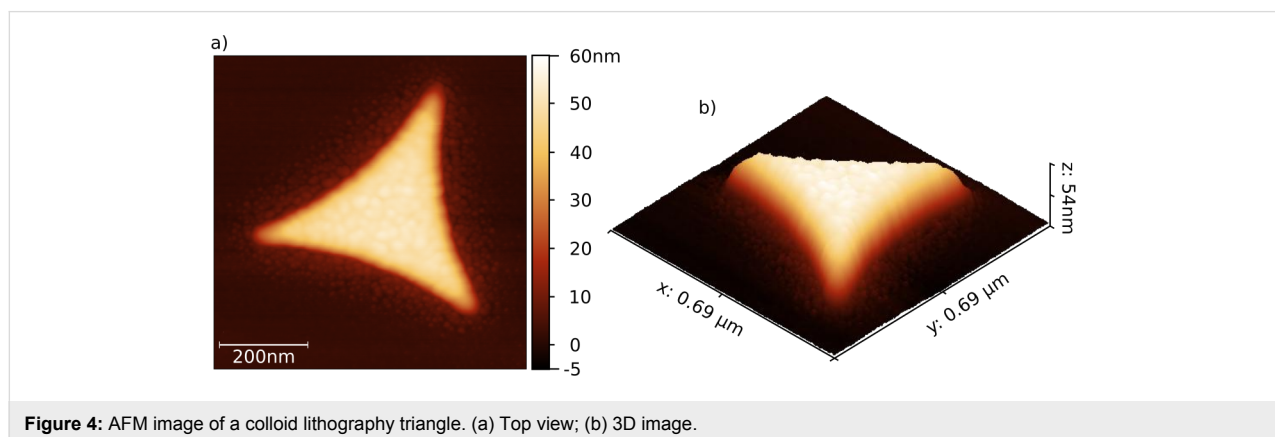 a)
60nm
50
40
30
20
10
0
-5
200nm
b)
z: 54nm
x: 0.69 µm
y: 0.69 µm
Figure 4: AFM image of a colloid lithography triangle. (a) Top view; (b) 3D image.